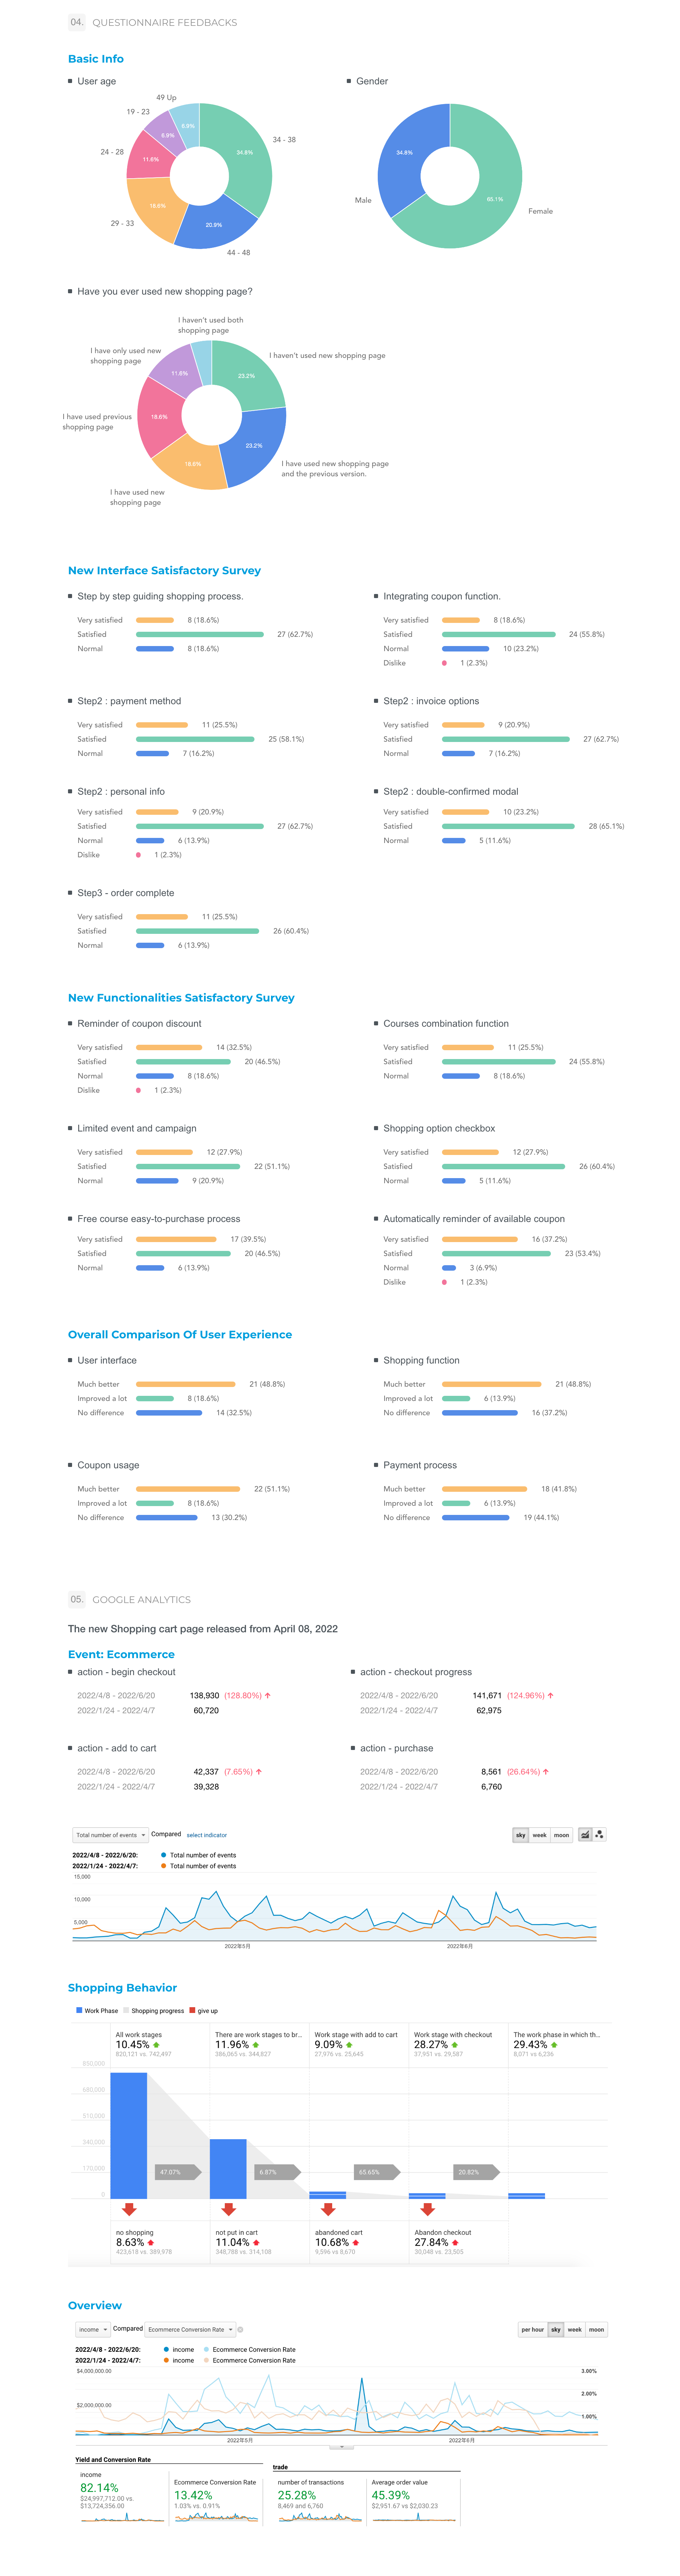 04. QUESTIONNAIRE FEEDBACKS
Basic Info
User age
Gender
49 Up
19 - 23
24 - 28
29 - 33
34 - 38
44 - 48
6.9%
8.9%
11.6%
18.6%
20.9%
34.8%
Male
Female
34.8%
65.1%
Have you ever used new shopping page?
I haven't used both
shopping page
I have only used new
shopping page
I haven't used new shopping page
I have used previous
shopping page
I have used new shopping page
and the previous version.
I have used new
shopping page
11.6%
23.2%
18.6%
23.2%
18.6%
New Interface Satisfactory Survey
Step by step guiding shopping process.
Very satisfied 8 (18.6%)
Satisfied 27 (62.7%)
Normal 8 (18.6%)
Integrating coupon function.
Very satisfied 8 (18.6%)
Satisfied 24 (55.8%)
Normal 10 (23.2%)
Dislike 1 (2.3%)
Step2 : payment method
Very satisfied 11 (25.5%)
Satisfied 25 (58.1%)
Normal 7 (16.2%)
Step2 : invoice options
Very satisfied 9 (20.9%)
Satisfied 27 (62.7%)
Normal 7 (16.2%)
Step2 : personal info
Very satisfied 9 (20.9%)
Satisfied 27 (62.7%)
Normal 6 (13.9%)
Dislike 1 (2.3%)
Step2 : double-confirmed modal
Very satisfied 10 (23.2%)
Satisfied 28 (65.1%)
Normal 5 (11.6%)
Step3 - order complete
Very satisfied 11 (25.5%)
Satisfied 26 (60.4%)
Normal 6 (13.9%)
New Functionalities Satisfactory Survey
Reminder of coupon discount
Very satisfied 14 (32.5%)
Satisfied 20 (46.5%)
Normal 8 (18.6%)
Dislike 1 (2.3%)
Courses combination function
Very satisfied 11 (25.5%)
Satisfied 24 (55.8%)
Normal 8 (18.6%)
Limited event and campaign
Very satisfied 12 (27.9%)
Satisfied 22 (51.1%)
Normal 9 (20.9%)
Shopping option checkbox
Very satisfied 12 (27.9%)
Satisfied 26 (60.4%)
Normal 5 (11.6%)
Free course easy-to-purchase process
Very satisfied 17 (39.5%)
Satisfied 20 (46.5%)
Normal 6 (13.9%)
Automatically reminder of available coupon
Very satisfied 16 (37.2%)
Satisfied 23 (53.4%)
Normal 3 (6.9%)
Dislike 1 (2.3%)
Overall Comparison Of User Experience
User interface
Much better 21 (48.8%)
Improved a lot 8 (18.6%)
No difference 14 (32.5%)
Shopping function
Much better 21 (48.8%)
Improved a lot 6 (13.9%)
No difference 16 (37.2%)
Coupon usage
Much better 22 (51.1%)
Improved a lot 8 (18.6%)
No difference 13 (30.2%)
Payment process
Much better 18 (41.8%)
Improved a lot 6 (13.9%)
No difference 19 (44.1%)
05. GOOGLE ANALYTICS
The new Shopping cart page released from April 08, 2022
Event: Ecommerce
action - begin checkout
2022/4/8 - 2022/6/20 138,930 (128.80%) ↑
2022/1/24 - 2022/4/7 60,720
action - checkout progress
2022/4/8 - 2022/6/20 141,671 (124.96%) ↑
2022/1/24 - 2022/4/7 62,975
action - add to cart
2022/4/8 - 2022/6/20 42,337 (7.65%) ↑
2022/1/24 - 2022/4/7 39,328
action - purchase
2022/4/8 - 2022/6/20 8,561 (26.64%) ↑
2022/1/24 - 2022/4/7 6,760
Total number of events Compared select indicator sky week moon
2022/4/8 - 2022/6/20: Total number of events
2022/1/24 - 2022/4/7: Total number of events
15,000
10,000
5,000
2022年5月 2022年6月
Shopping Behavior
Work Phase Shopping progress give up
All work stages
10.45%
820,121 vs. 742,497
There are work stages to br...
11.96%
386,065 vs. 344,827
Work stage with add to cart
9.09%
27,976 vs. 25,645
Work stage with checkout
28.27%
37,951 vs. 29,587
The work phase in which th...
29.43%
8,071 vs 6,236
850,000
680,000
510,000
340,000
170,000
0
47.07% 6.87% 65.65% 20.82%
no shopping
8.63%
423,618 vs. 389,978
not put in cart
11.04%
348,788 vs. 314,108
abandoned cart
10.68%
9,596 vs 8,670
Abandon checkout
27.84%
30,048 vs. 23,505
Overview
income Compared Ecommerce Conversion Rate per hour sky week moon
2022/4/8 - 2022/6/20: income Ecommerce Conversion Rate
2022/1/24 - 2022/4/7: income Ecommerce Conversion Rate
$4,000,000.00 3.00%
2.00%
$2,000,000.00
1.00%
2022年5月 2022年6月
Yield and Conversion Rate
trade
income
82.14%
$24,997,712.00 vs.
$13,724,356.00
Ecommerce Conversion Rate
13.42%
1.03% vs. 0.91%
number of transactions
25.28%
8,469 and 6,760
Average order value
45.39%
$2,951.67 vs $2,030.23